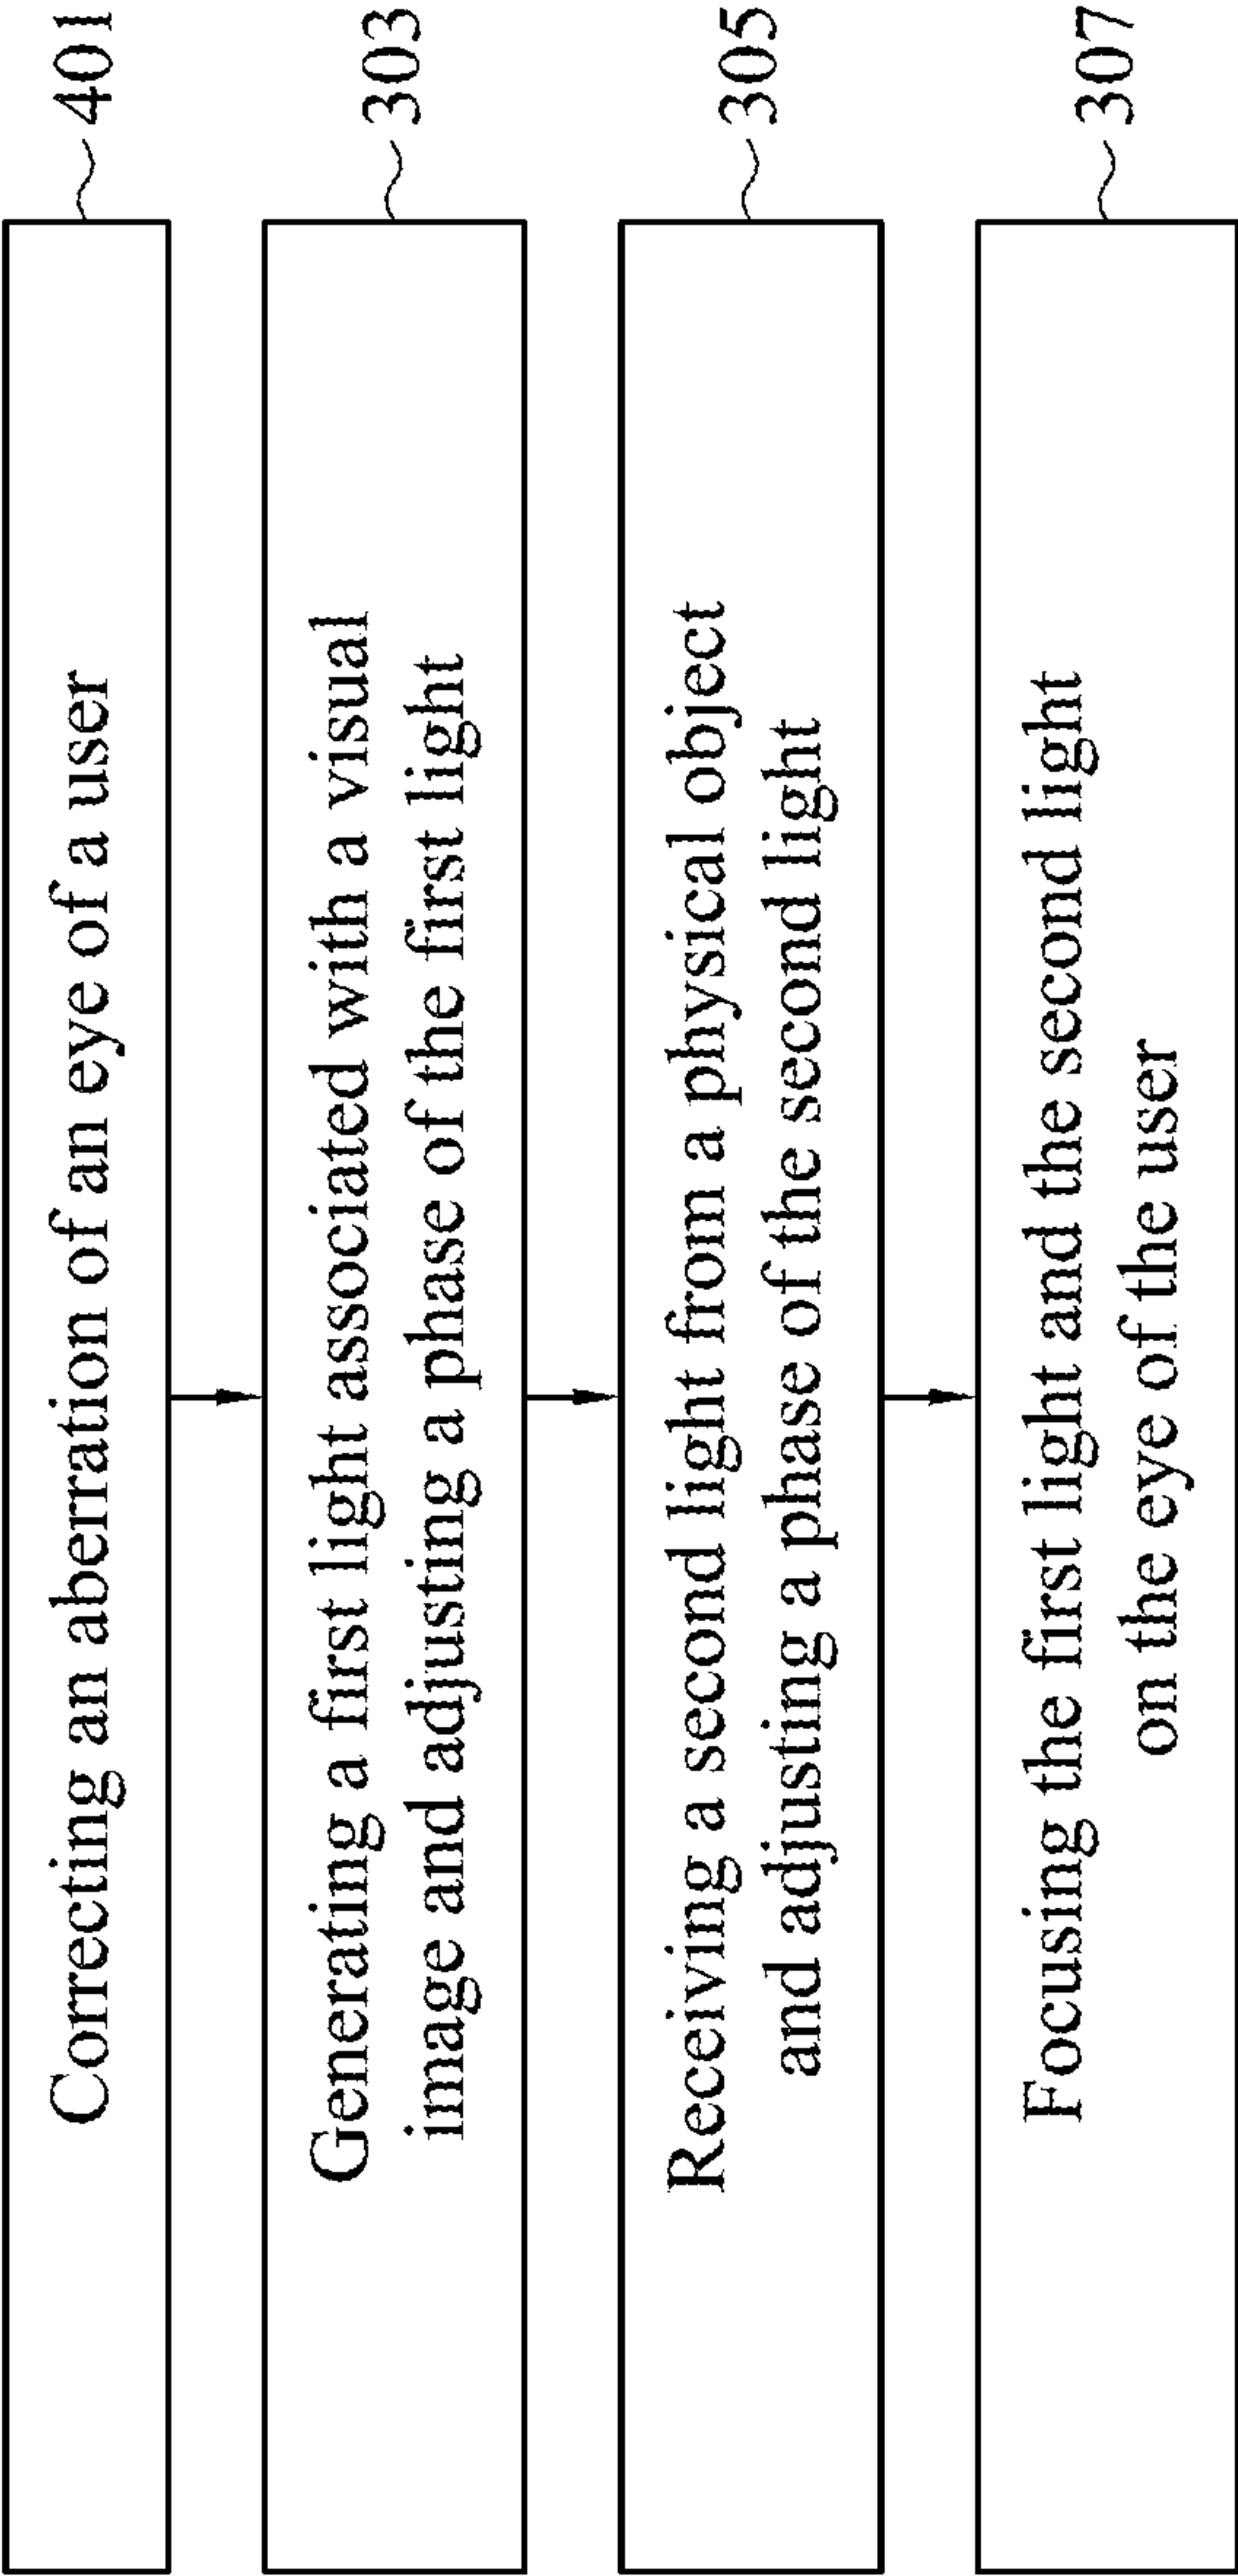 Correcting an aberration of an eye of a user
401
Generating a first light associated with a visual
image and adjusting a phase of the first light
303
Receiving a second light from a physical object
and adjusting a phase of the second light
305
Focusing the first light and the second light
on the eye of the user
307